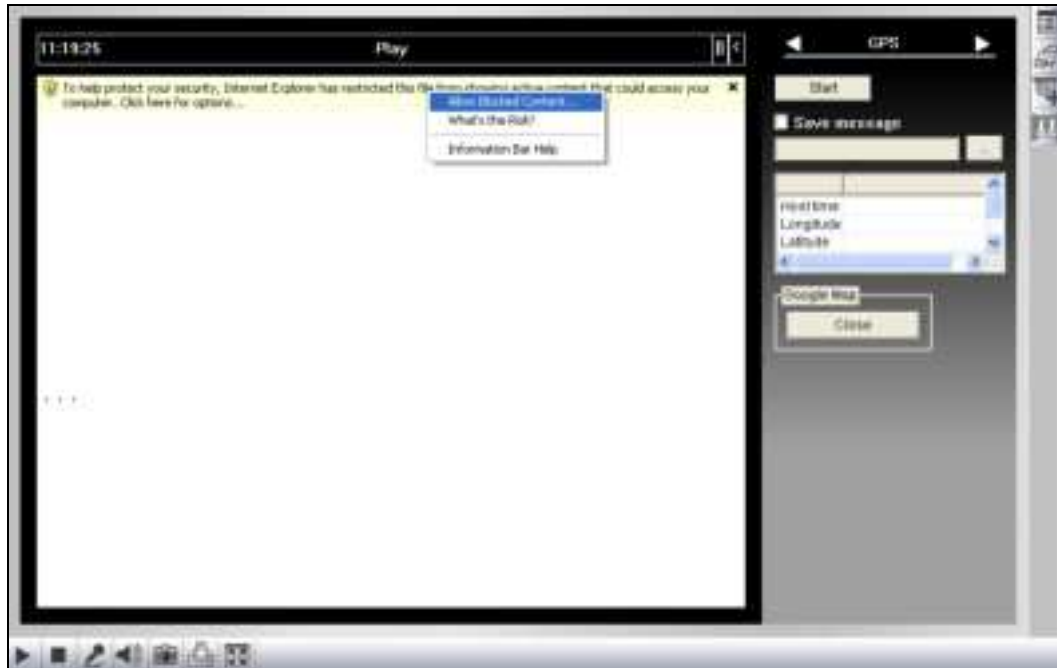 11:19:25
Play
GPS
To help protect your security, Internet Explorer has restricted this file from showing active content that could access your
computer. Click here for options...
Allow Blocked Content...
What's the Risk?
Information Bar Help
Start
Save message
...
Longitude
Latitude
Google Map
Close